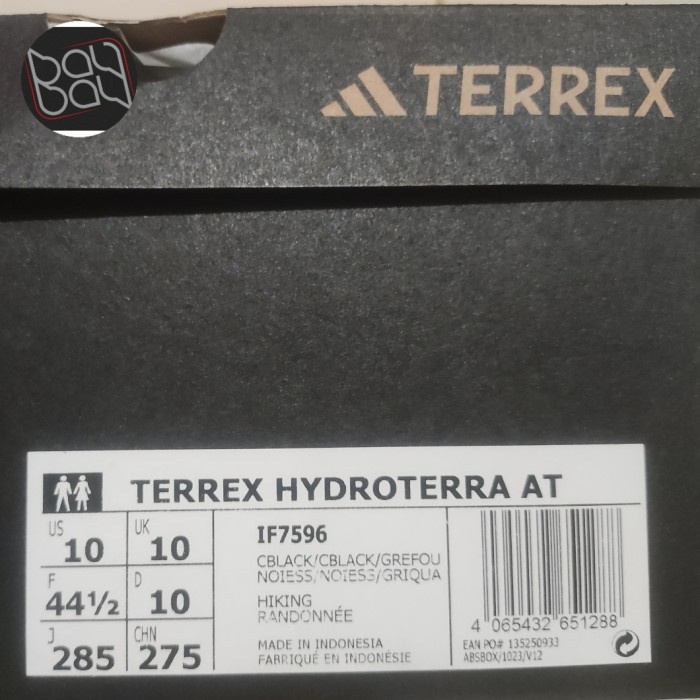 bay
bay
TERREX
TERREX HYDROTERRA AT
US
10
UK
10
F
44½
D
10
J
285
CHN
275
IF7596
CBLACK/CBLACK/GREFOU
NOIESS/NOIESS/GRIQUA
HIKING
RANDONNÉE
MADE IN INDONESIA
FABRIQUÉ EN INDONÉSIE
4 065432 651288
EAN PO# 135250933
ABSBOX/1023/V12